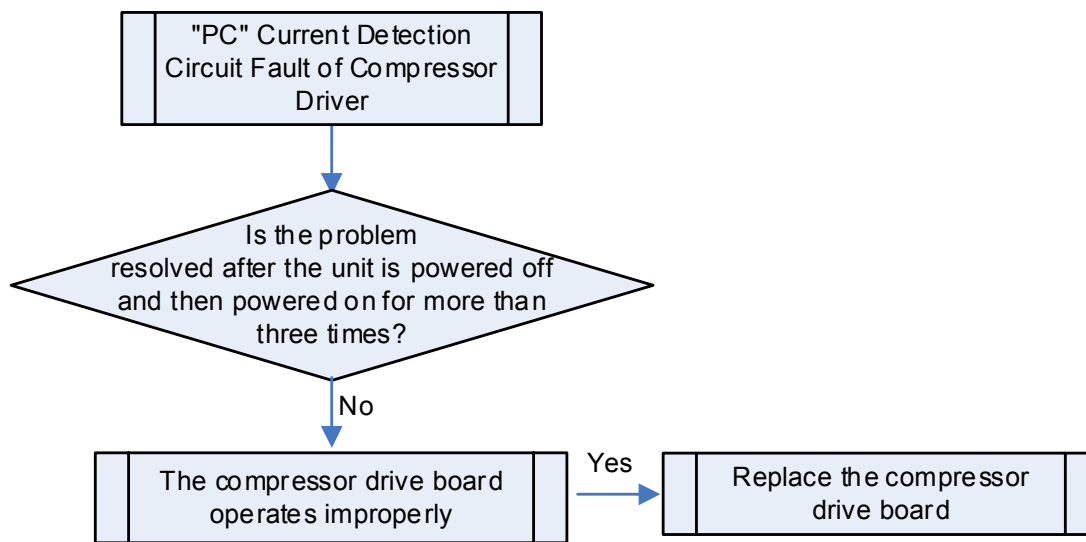 "PC" Current Detection
Circuit Fault of Compressor
Driver
Is the problem
resolved after the unit is powered off
and then powered on for more than
three times?
No
The compressor drive board
operates improperly
Yes
Replace the compressor
drive board